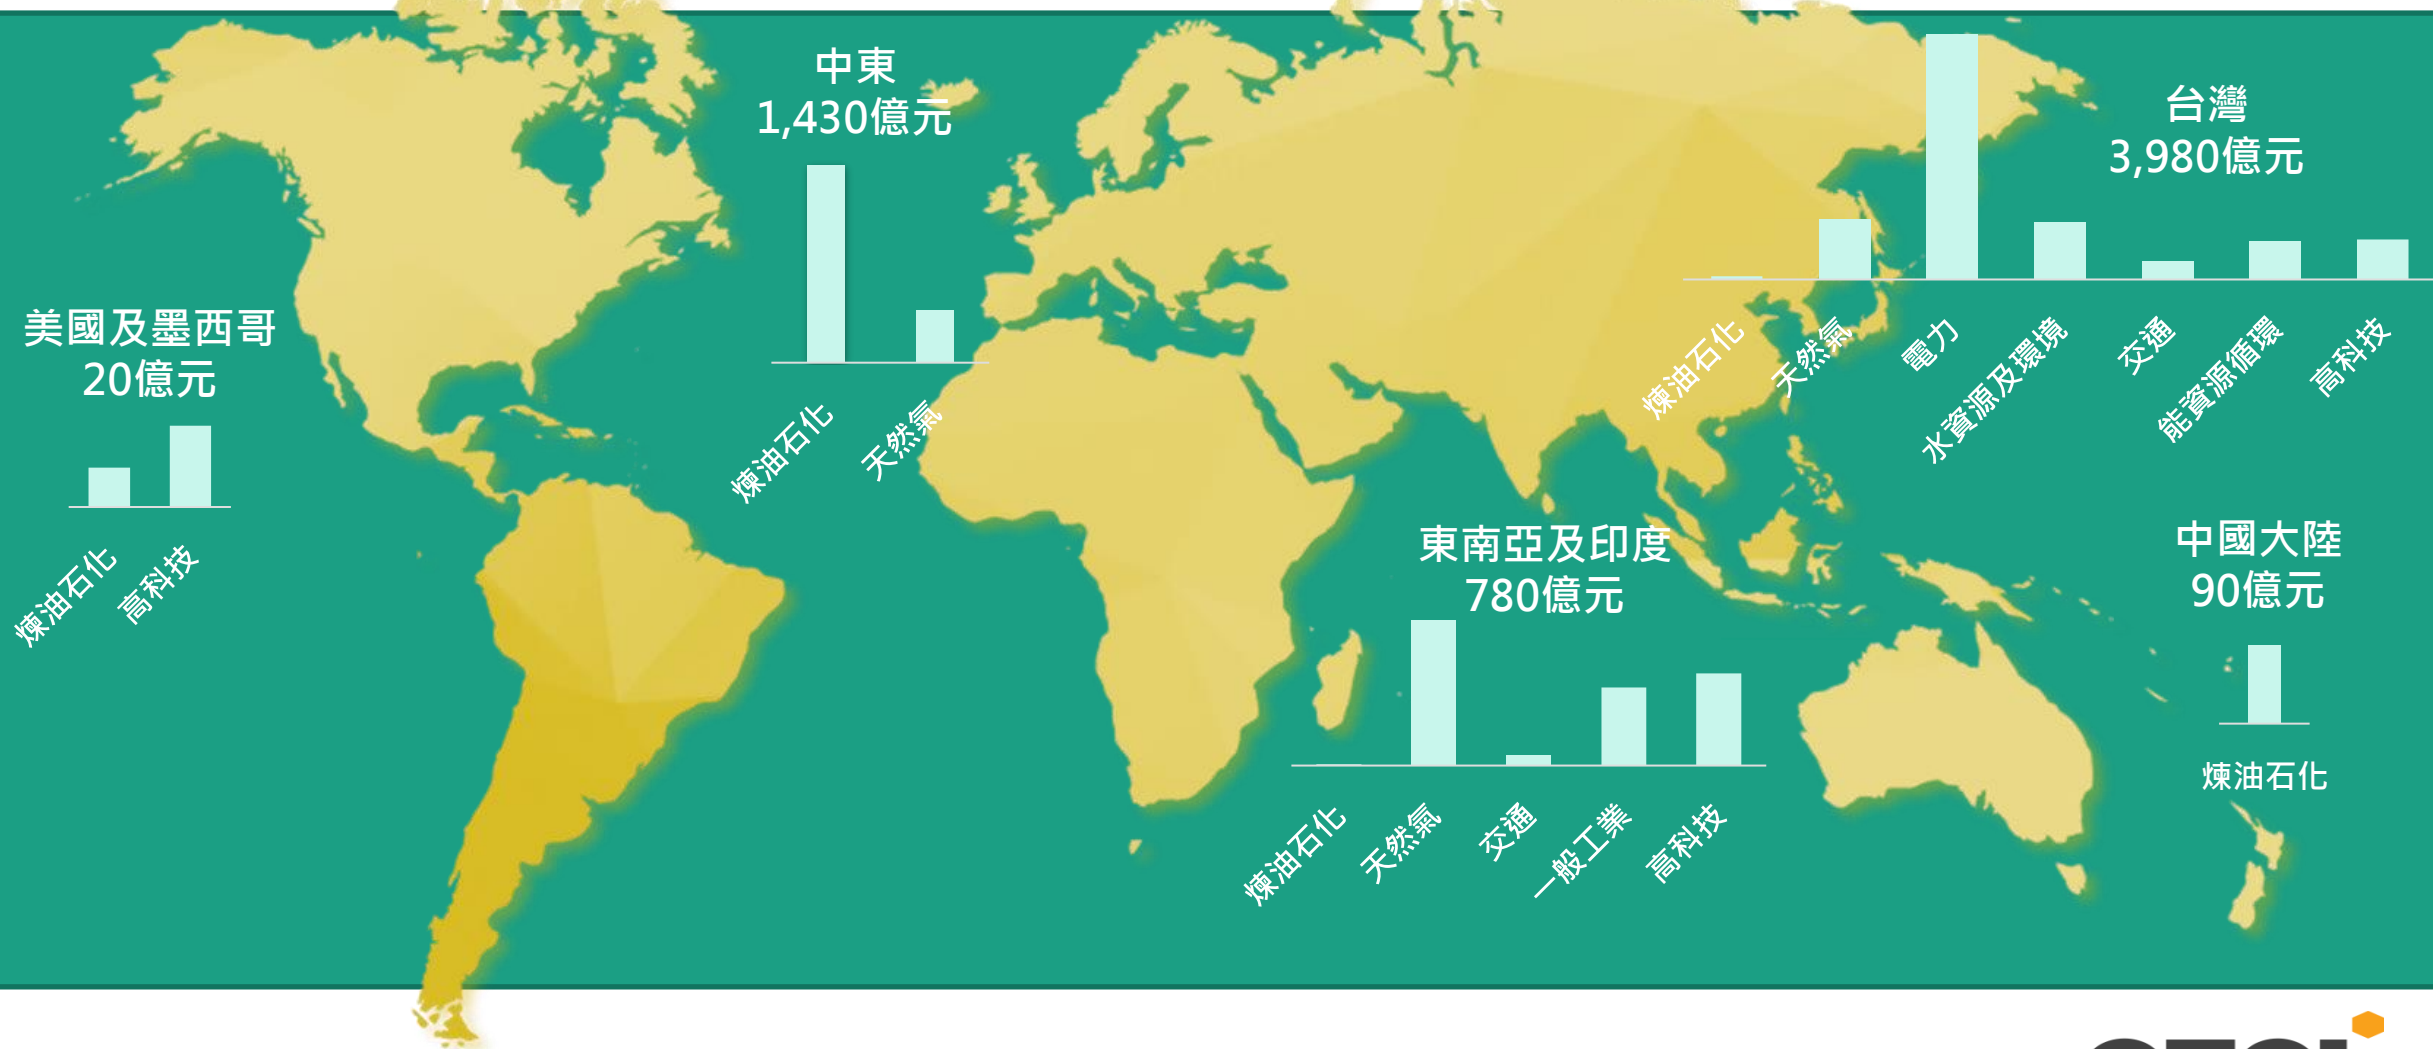 中東
1,430億元
煉油石化
天然氣
台灣
3,980億元
煉油石化
天然氣
電力
水資源及環境
交通
能資源循環
高科技
美國及墨西哥
20億元
煉油石化
高科技
東南亞及印度
780億元
煉油石化
天然氣
交通
一般工業
高科技
中國大陸
90億元
煉油石化